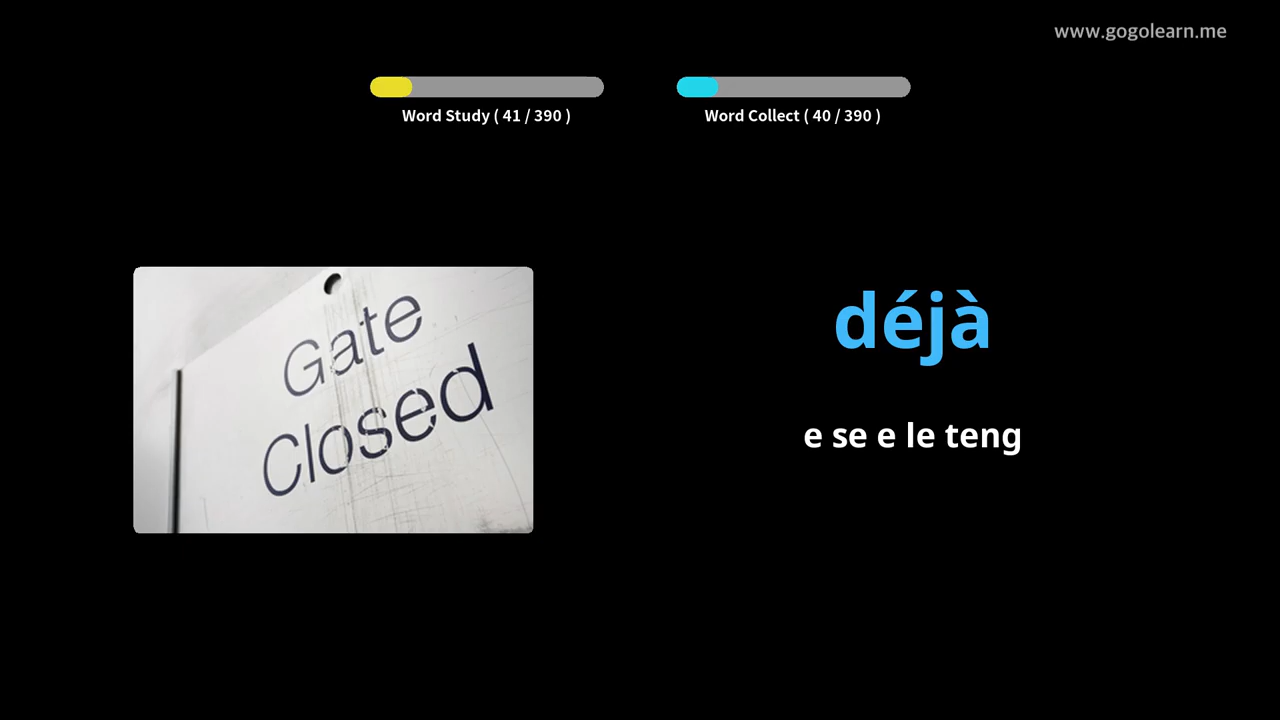 www.gogolearn.me
Word Study ( 41 / 390 )
Word Collect ( 40 / 390 )
Gate
Closed
déjà
e se e le teng